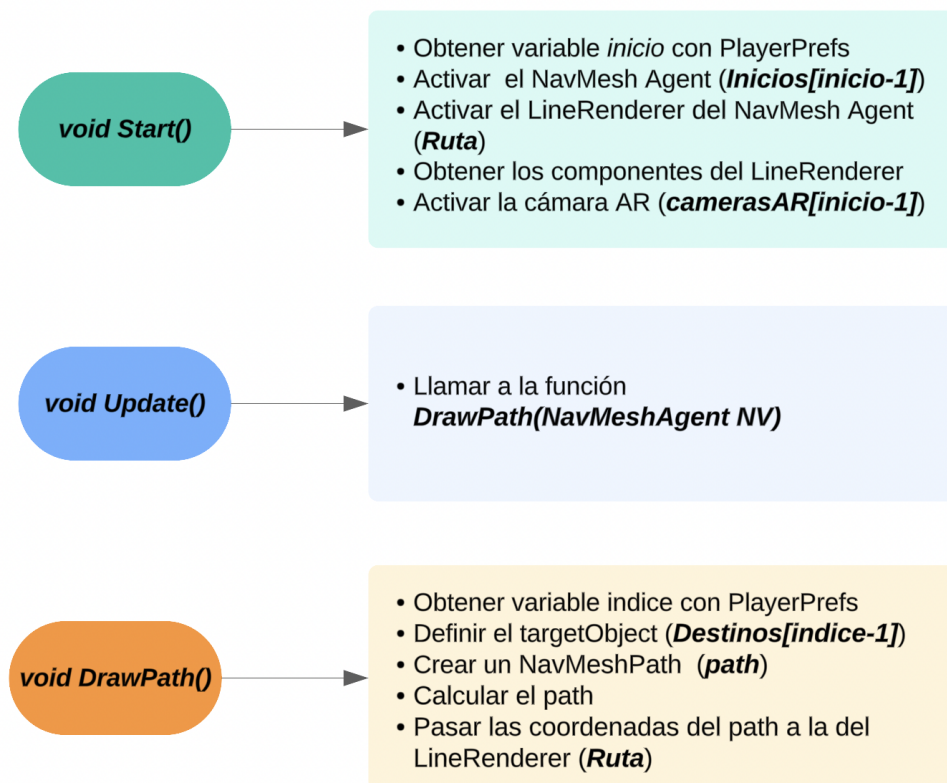 void Start()
• Obtener variable inicio con PlayerPrefs
• Activar el NavMesh Agent (Inicios[inicio-1])
• Activar el LineRenderer del NavMesh Agent
(Ruta)
• Obtener los componentes del LineRenderer
• Activar la cámara AR (camerasAR[inicio-1])
void Update()
• Llamar a la función
DrawPath(NavMeshAgent NV)
void DrawPath()
• Obtener variable indice con PlayerPrefs
• Definir el targetObject (Destinos[indice-1])
• Crear un NavMeshPath (path)
• Calcular el path
• Pasar las coordenadas del path a la del
LineRenderer (Ruta)